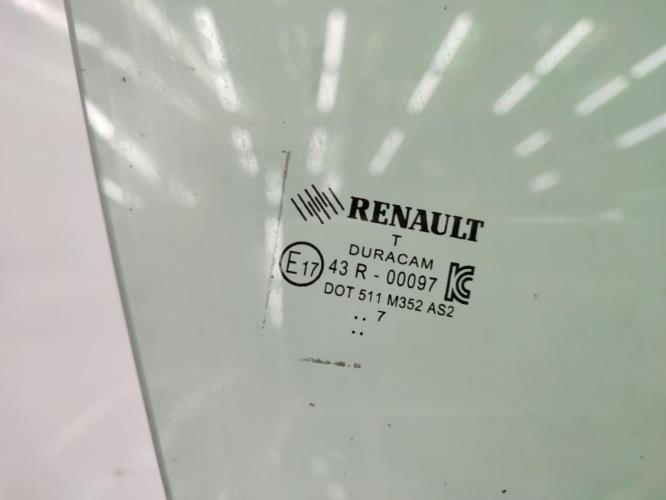 RENAULT
T
DURACAM
E17 43 R - 00097
DOT 511 M352 AS2
.. 7
..